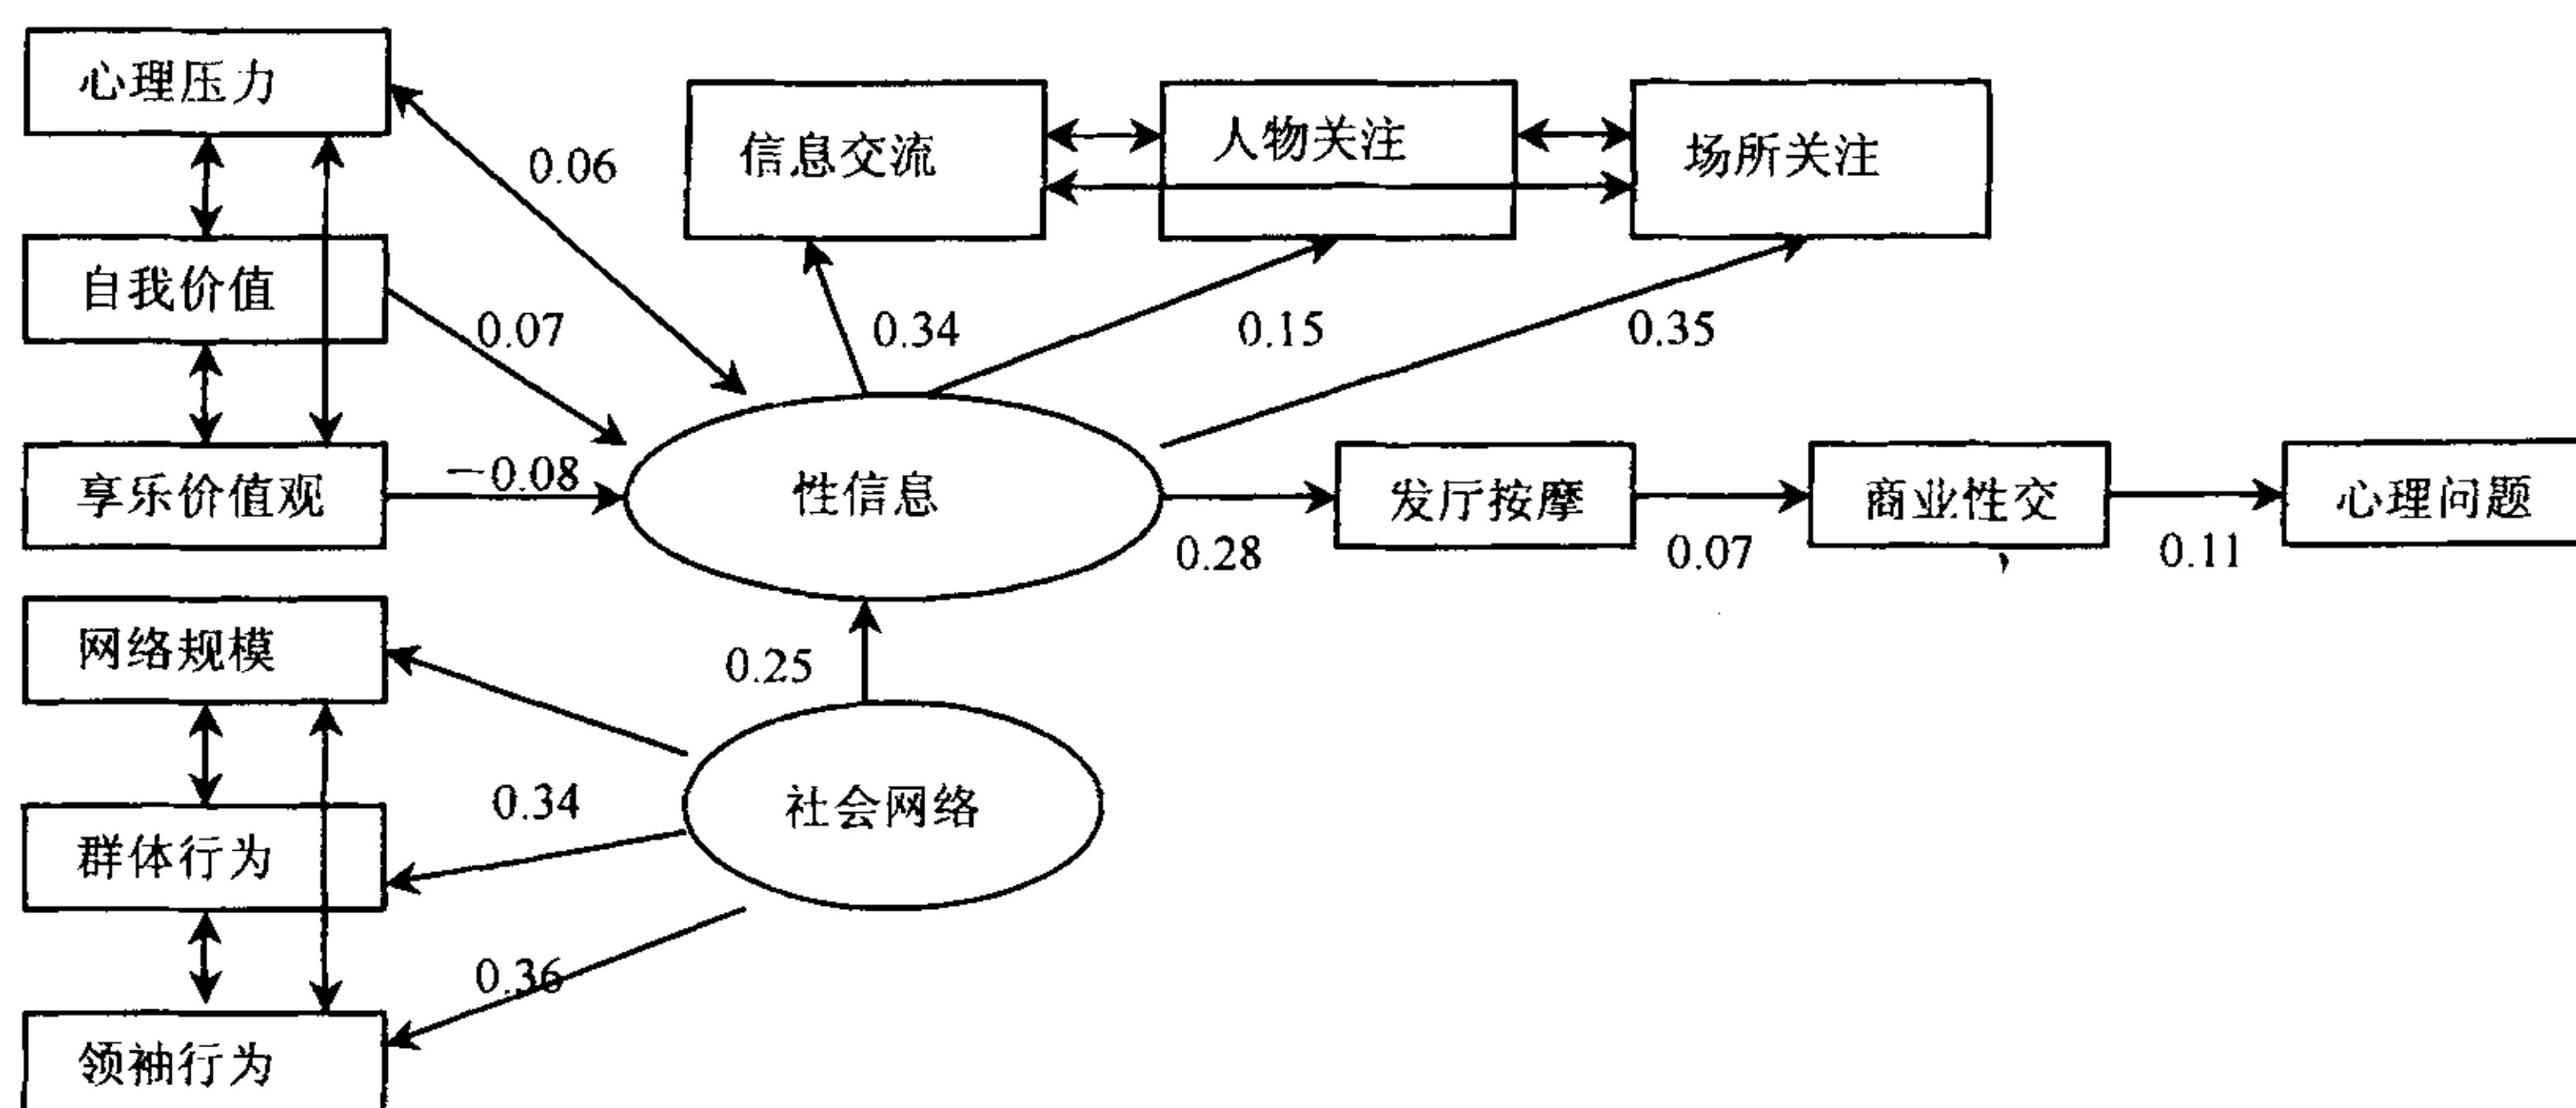 心理压力
0.06
信息交流
人物关注
场所关注
自我价值
0.07
0.34
0.15
0.35
享乐价值观
-0.08
性信息
发厅按摩
商业性交
心理问题
0.28
0.07
0.11
网络规模
0.25
0.34
社会网络
群体行为
0.36
领袖行为